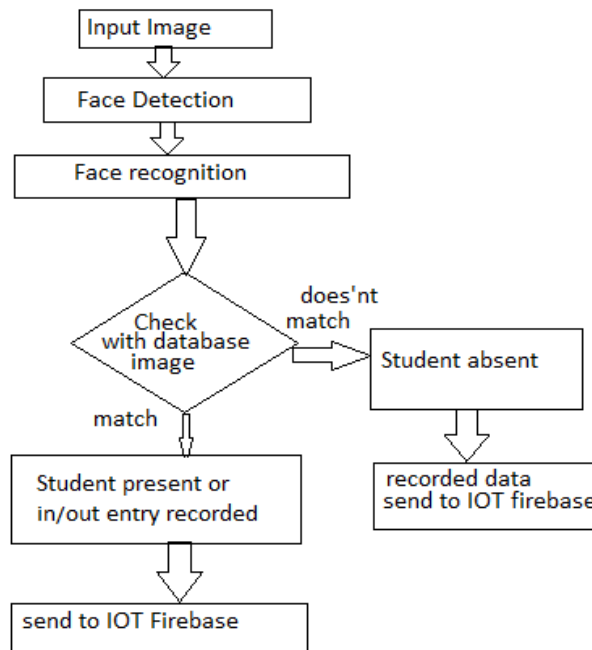 Input Image
Face Detection
Face recognition
Check
with database
image
does'nt
match
Student absent
recorded data
send to IOT firebase
match
Student present or
in/out entry recorded
send to IOT Firebase